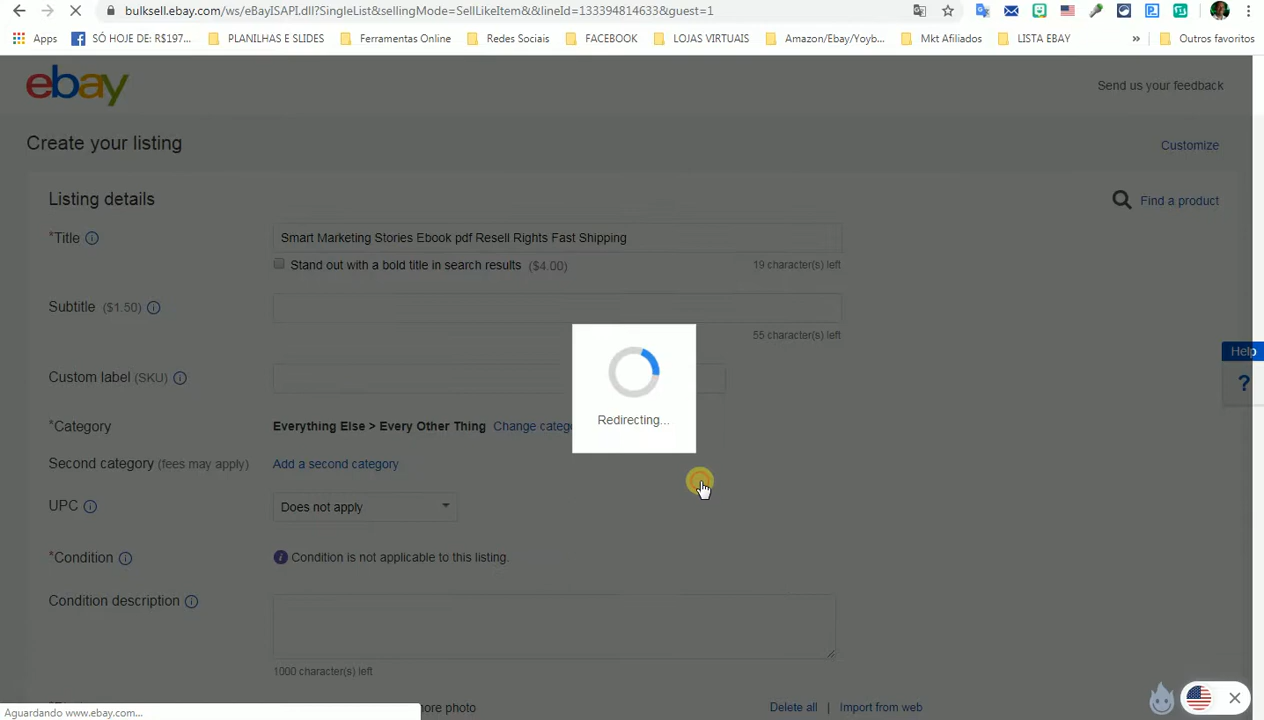 bulksell.ebay.com/ws/eBayISAPI.dll?SingleList&sellingMode=SellLikeItem&&lineId=133394814633&guest=1
Apps SÓ HOJE DE: R$197... PLANILHAS E SLIDES Ferramentas Online Redes Sociais FACEBOOK LOJAS VIRTUAIS Amazon/Ebay/Yoyb... Mkt Afiliados LISTA EBAY » Outros favoritos
ebay
Send us your feedback
Create your listing
Customize
Listing details
Find a product
*Title
Smart Marketing Stories Ebook pdf Resell Rights Fast Shipping
Stand out with a bold title in search results ($4.00)
19 character(s) left
Subtitle ($1.50)
55 character(s) left
Help
?
Custom label (SKU)
Redirecting...
*Category
Everything Else > Every Other Thing Change catego
Second category (fees may apply)
Add a second category
UPC
Does not apply
*Condition
Condition is not applicable to this listing.
Condition description
1000 character(s) left
more photo
Delete all | Import from web
Aguardando www.ebay.com...